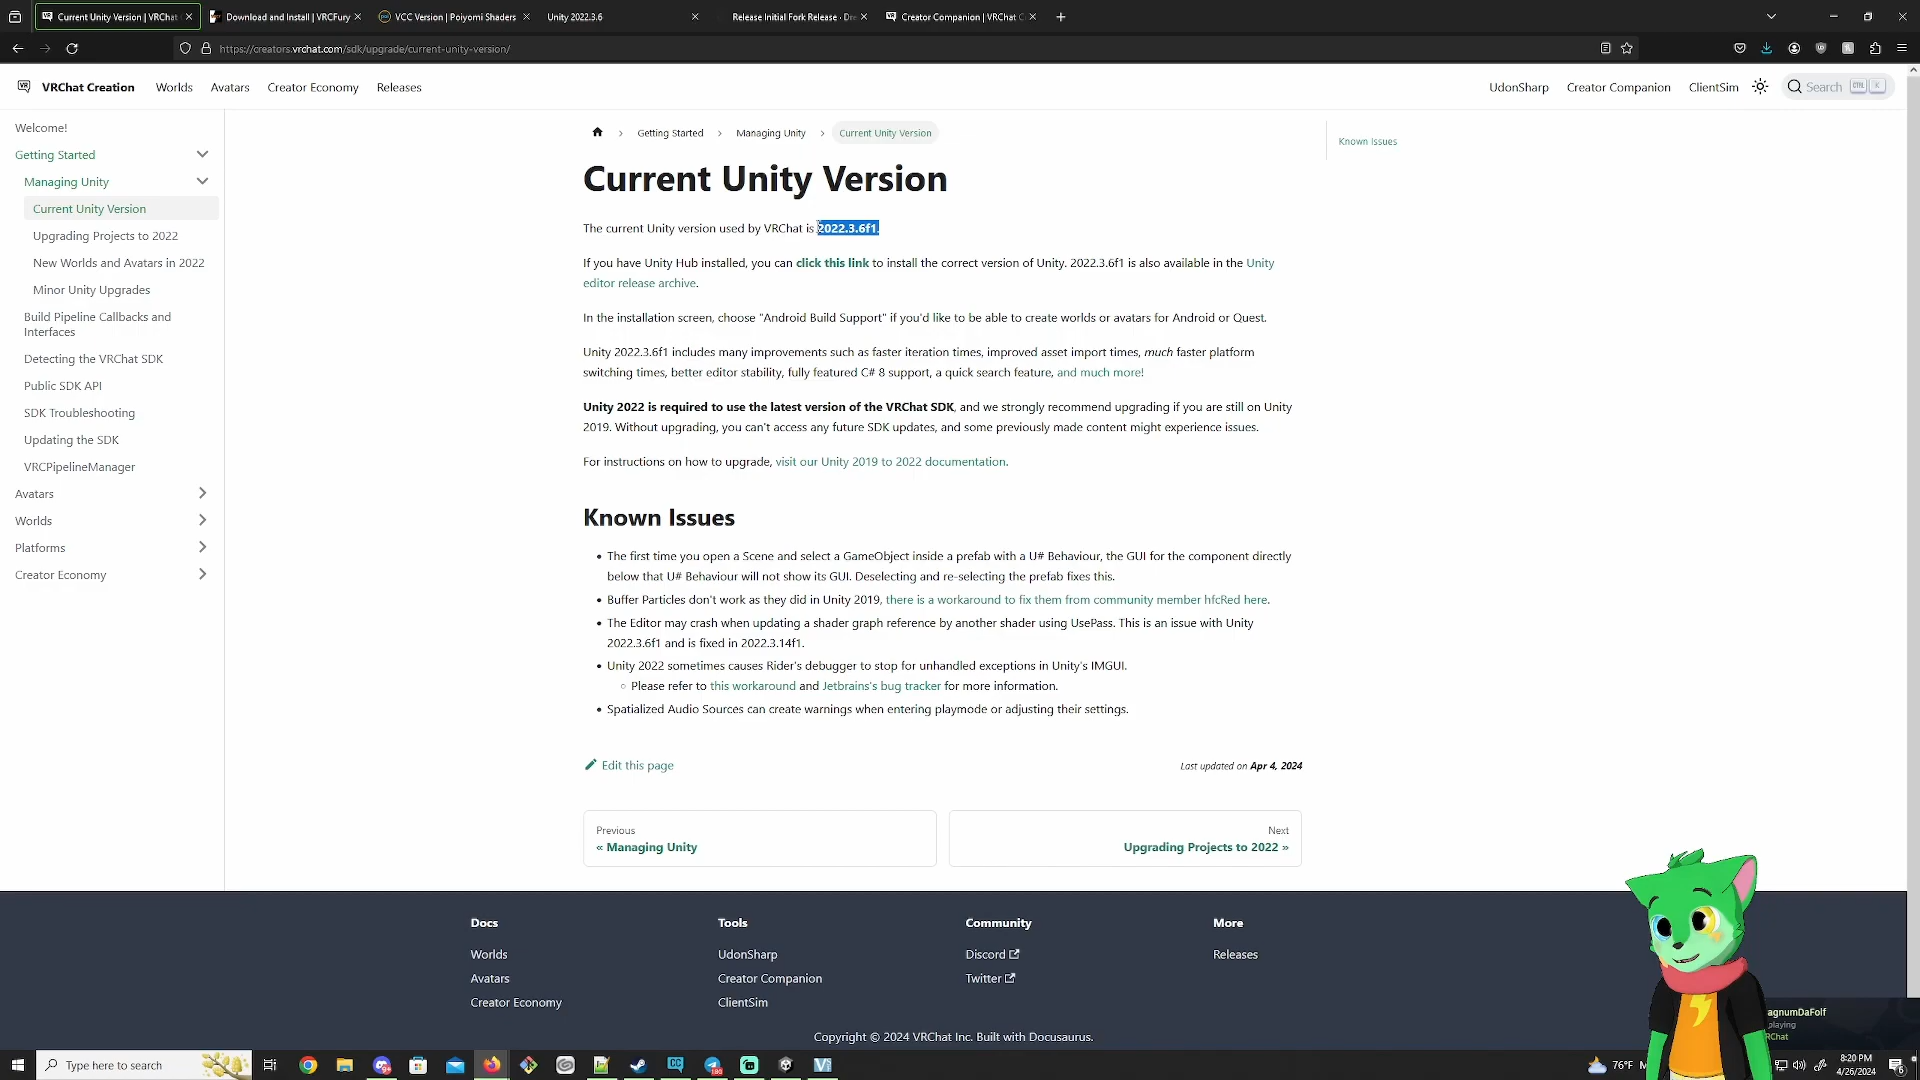 Current Unity Version | VRChat C
Download and Install | VRCFury
VCC Version | Poiyomi Shaders
Unity 2022.3.6
Release Initial Fork Release · Dre
Creator Companion | VRChat C
https://creators.vrchat.com/sdk/upgrade/current-unity-version/
VRChat Creation
Worlds
Avatars
Creator Economy
Releases
UdonSharp
Creator Companion
ClientSim
Search
CTRL
K
Welcome!
Getting Started
Managing Unity
Current Unity Version
Upgrading Projects to 2022
New Worlds and Avatars in 2022
Minor Unity Upgrades
Build Pipeline Callbacks and
Interfaces
Detecting the VRChat SDK
Public SDK API
SDK Troubleshooting
Updating the SDK
VRCPipelineManager
Avatars
Worlds
Platforms
Creator Economy
Getting Started
Managing Unity
Current Unity Version
Current Unity Version
The current Unity version used by VRChat is 2022.3.6f1.
If you have Unity Hub installed, you can click this link to install the correct version of Unity. 2022.3.6f1 is also available in the Unity
editor release archive.
In the installation screen, choose "Android Build Support" if you'd like to be able to create worlds or avatars for Android or Quest.
Unity 2022.3.6f1 includes many improvements such as faster iteration times, improved asset import times, much faster platform
switching times, better editor stability, fully featured C# 8 support, a quick search feature, and much more!
Unity 2022 is required to use the latest version of the VRChat SDK, and we strongly recommend upgrading if you are still on Unity
2019. Without upgrading, you can't access any future SDK updates, and some previously made content might experience issues.
For instructions on how to upgrade, visit our Unity 2019 to 2022 documentation.
Known Issues
The first time you open a Scene and select a GameObject inside a prefab with a U# Behaviour, the GUI for the component directly
below that U# Behaviour will not show its GUI. Deselecting and re-selecting the prefab fixes this.
Buffer Particles don't work as they did in Unity 2019, there is a workaround to fix them from community member hfcRed here.
The Editor may crash when updating a shader graph reference by another shader using UsePass. This is an issue with Unity
2022.3.6f1 and is fixed in 2022.3.14f1.
Unity 2022 sometimes causes Rider's debugger to stop for unhandled exceptions in Unity's IMGUI.
Please refer to this workaround and Jetbrains's bug tracker for more information.
Spatialized Audio Sources can create warnings when entering playmode or adjusting their settings.
Known Issues
Edit this page
Last updated on Apr 4, 2024
Previous
« Managing Unity
Next
Upgrading Projects to 2022 »
Docs
Worlds
Avatars
Creator Economy
Tools
UdonSharp
Creator Companion
ClientSim
Community
Discord
Twitter
More
Releases
Copyright © 2024 VRChat Inc. Built with Docusaurus.
agnumDaFolf
playing
RChat
Type here to search
76°F M
8:20 PM
4/26/2024